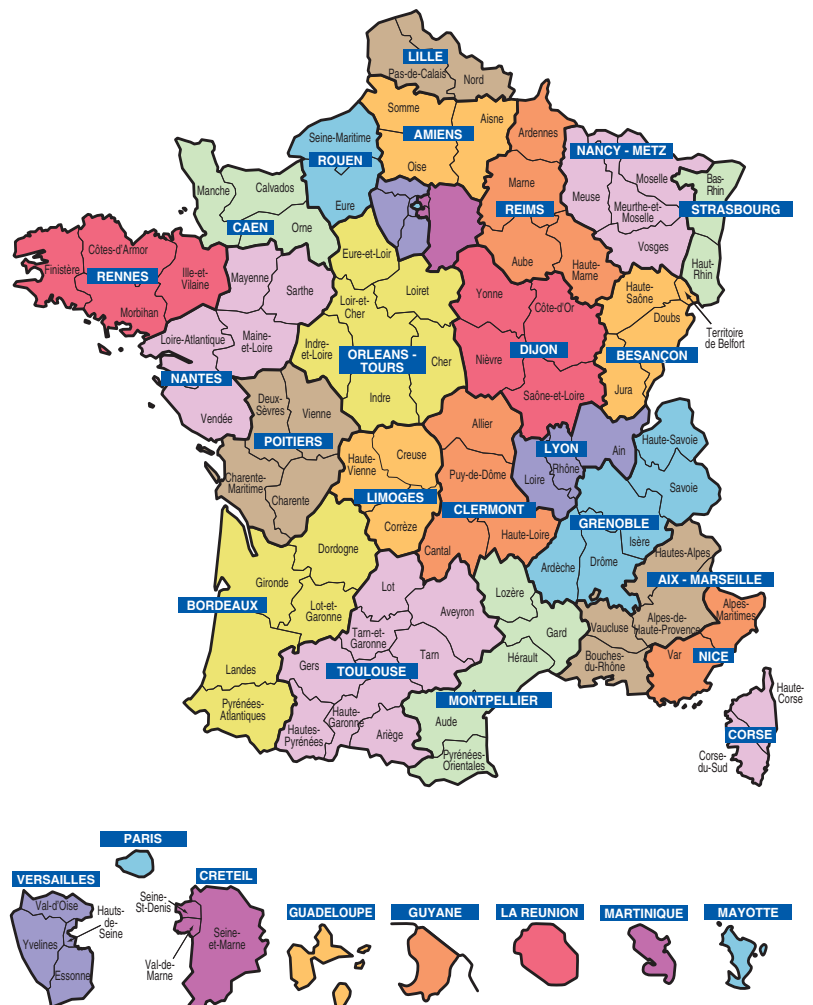 LILLE
Pas-de-Calais
Nord
Somme
Aisne
AMIENS
Oise
Seine-Maritime
ROUEN
Eure
Ardennes
Marne
REIMS
Aube
Haute-
Marne
NANCY - METZ
Moselle
Meuse
Meurthe-et-
Moselle
Vosges
Bas-
Rhin
STRASBOURG
Haut-
Rhin
Manche
Calvados
CAEN
Orne
Côtes-d'Armor
Finistère
RENNES
Ille-et-
Vilaine
Morbihan
Mayenne
Sarthe
Loire-Atlantique
Maine-
et-Loire
NANTES
Vendée
Eure-et-Loir
Loiret
Loir-et-
Cher
Indre-
et-Loire
ORLEANS -
TOURS
Cher
Indre
Yonne
Côte-d'Or
Nièvre
DIJON
Saône-et-Loire
Haute-
Saône
Doubs
Territoire
de Belfort
BESANÇON
Jura
Deux-
Sèvres
Vienne
POITIERS
Charente-
Maritime
Charente
Haute-
Vienne
Creuse
LIMOGES
Corrèze
Allier
Puy-de-Dôme
CLERMONT
Cantal
Haute-Loire
LYON
Ain
Rhône
Loire
Haute-Savoie
Savoie
GRENOBLE
Isère
Ardèche
Drôme
Hautes-Alpes
AIX - MARSEILLE
Vaucluse
Alpes-de-
Haute-Provence
Bouches-
du-Rhône
Alpes-
Maritimes
Var
NICE
Dordogne
Gironde
BORDEAUX
Lot-et-
Garonne
Landes
Pyrénées-
Atlantiques
Lot
Aveyron
Tarn-et-
Garonne
Tarn
Gers
TOULOUSE
Haute-
Garonne
Hautes-
Pyrénées
Ariège
Lozère
Gard
Hérault
MONTPELLIER
Aude
Pyrénées-
Orientales
Haute-
Corse
CORSE
Corse-
du-Sud
PARIS
VERSAILLES
Val-d'Oise
Hauts-
de-
Seine
Yvelines
Essonne
CRETEIL
Seine-
St-Denis
Seine-
et-Marne
Val-de-
Marne
GUADELOUPE
GUYANE
LA REUNION
MARTINIQUE
MAYOTTE